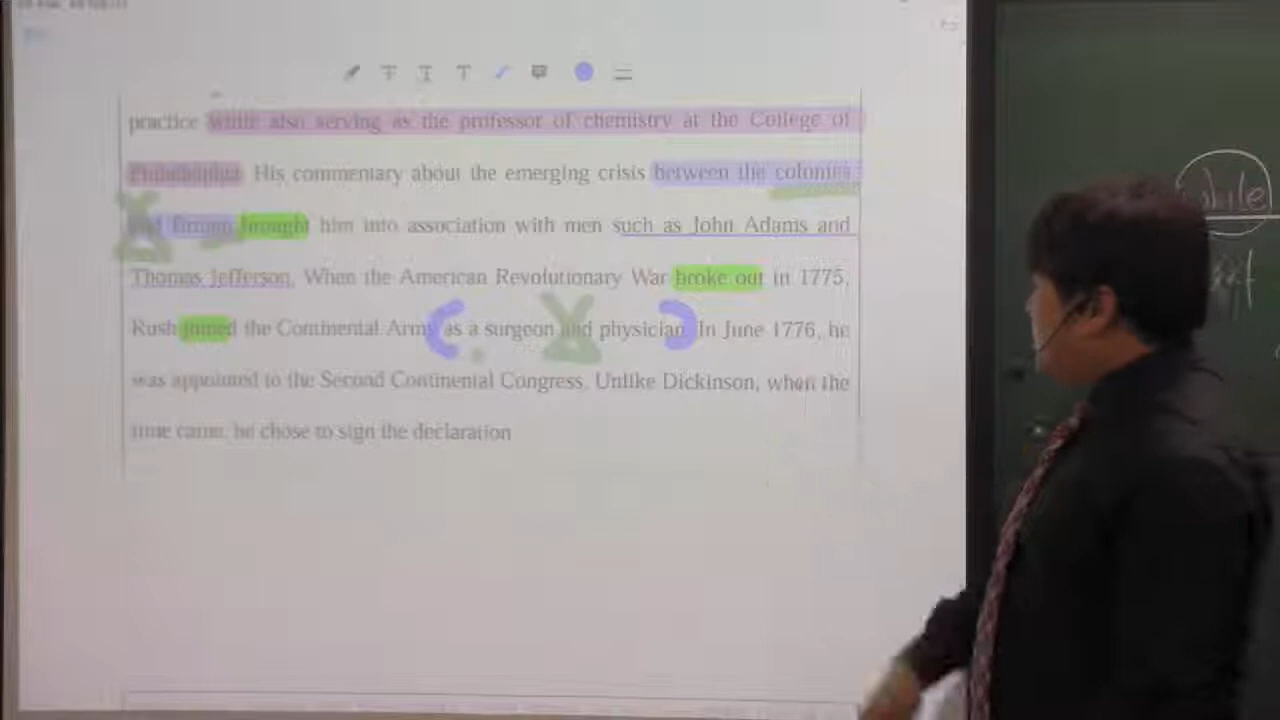 practice while also serving as the professor of chemistry at the College of
Philadelphia. His commentary about the emerging crisis between the colonies
and Britain brought him into association with men such as John Adams and
Thomas Jefferson. When the American Revolutionary War broke out in 1775,
Rush joined the Continental Army as a surgeon and physician. In June 1776, he
was appointed to the Second Continental Congress. Unlike Dickinson, when the
time came, he chose to sign the declaration
while